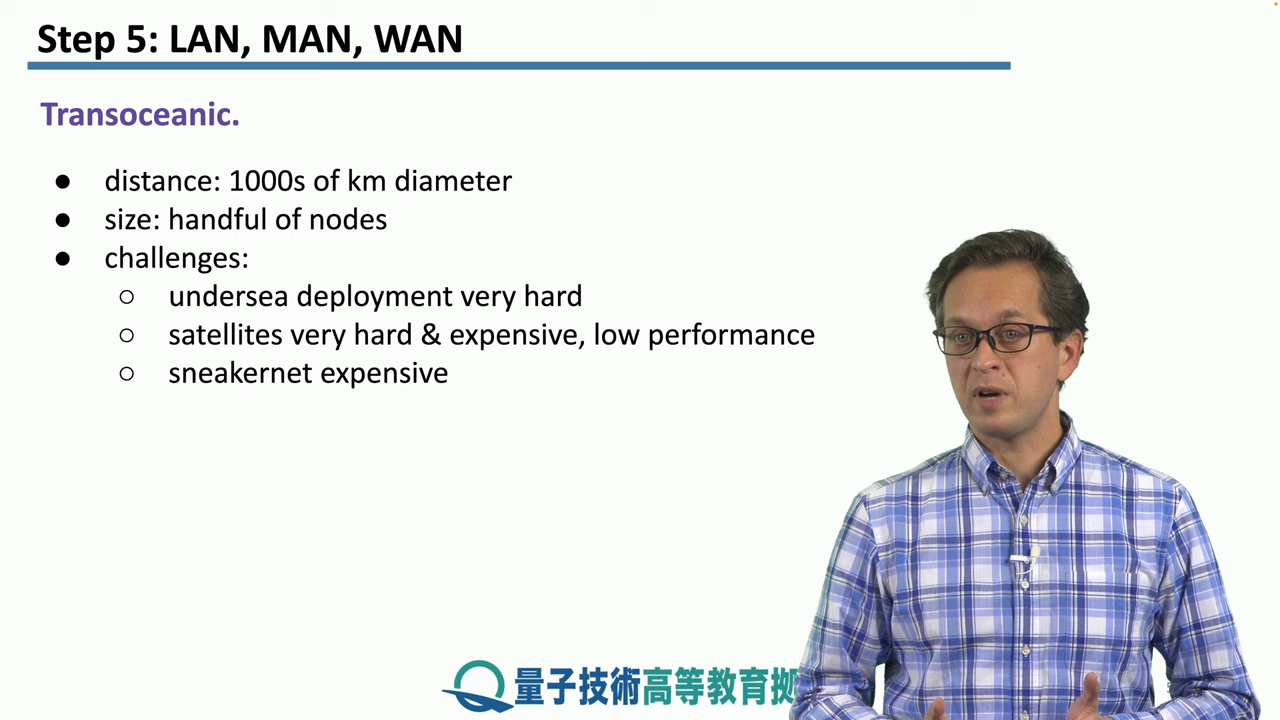 Step 5: LAN, MAN, WAN
Transoceanic.
● distance: 1000s of km diameter
● size: handful of nodes
● challenges:
○ undersea deployment very hard
○ satellites very hard & expensive, low performance
○ sneakernet expensive
量子技術高等教育拠